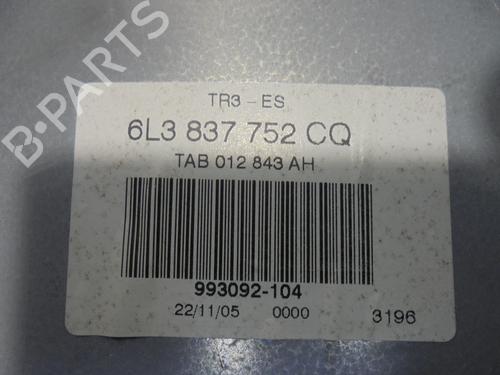 B-PARTS
TR3 - ES
6L3 837 752 CQ
TAB 012 843 AH
993092-104
22/11/05 0000 3196